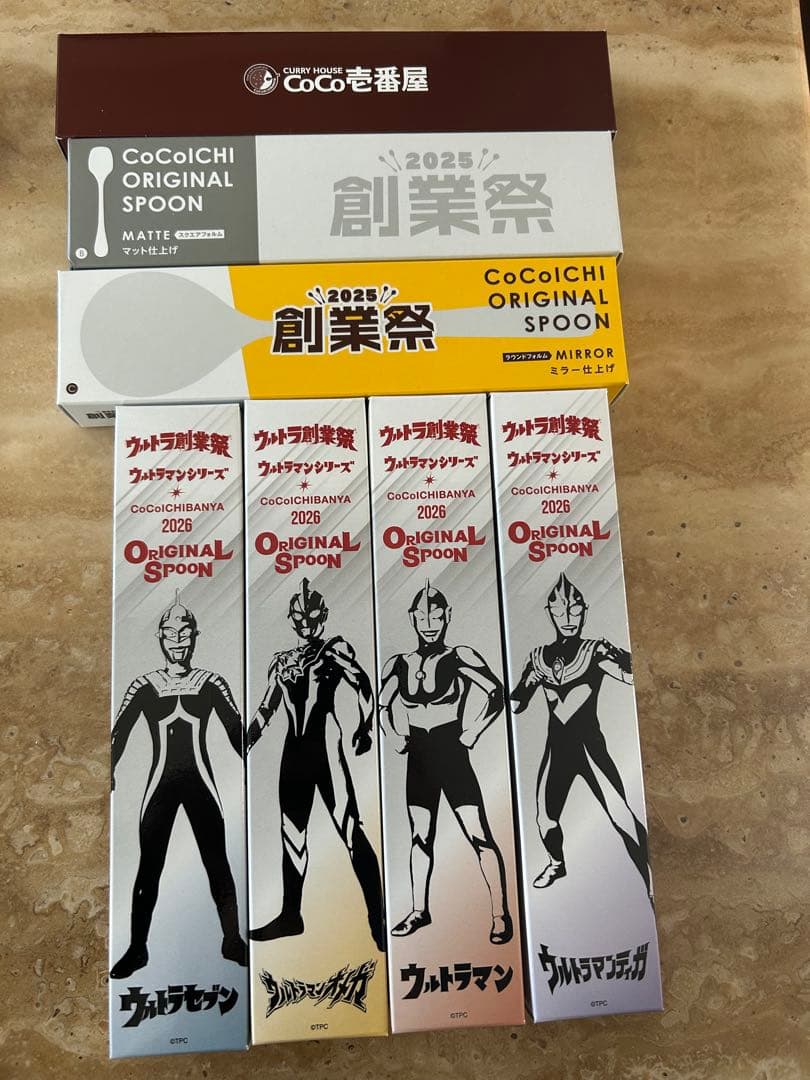 CURRY HOUSE
CoCo壱番屋
CoCoICHI
ORIGINAL
SPOON
MATTE スクエアフォルム
マット仕上げ
B
2025
創業祭
2025
創業祭
CoCoICHI
ORIGINAL
SPOON
ラウンドフォルム MIRROR
ミラー仕上げ
C
ウルトラ創業祭
ウルトラマンシリーズ
CoCoICHIBANYA
2026
ORIGINAL
SPOON
ウルトラセブン
©TPC
ウルトラ創業祭
ウルトラマンシリーズ
CoCoICHIBANYA
2026
ORIGINAL
SPOON
ウルトラマンオメガ
©TPC
ウルトラ創業祭
ウルトラマンシリーズ
CoCoICHIBANYA
2026
ORIGINAL
SPOON
ウルトラマン
©TPC
ウルトラ創業祭
ウルトラマンシリーズ
CoCoICHIBANYA
2026
ORIGINAL
SPOON
ウルトラマンティガ
©TPC